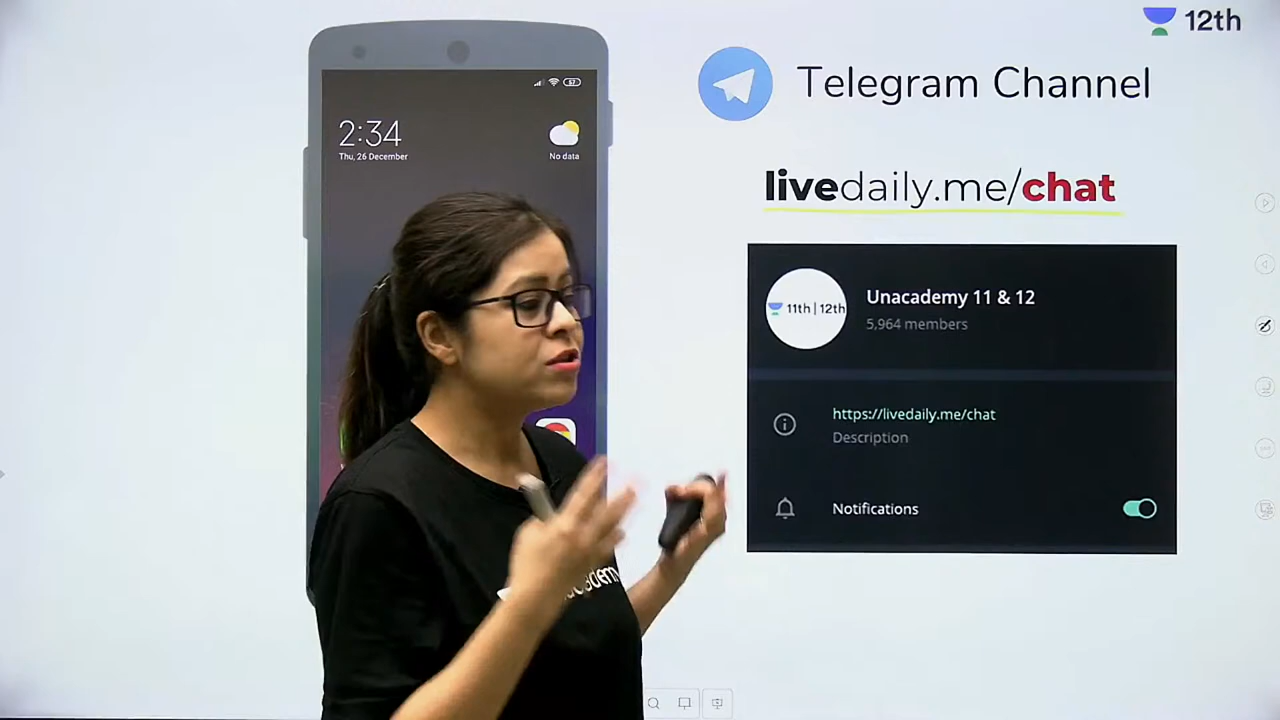 12th
Telegram Channel
57
2:34
Thu, 26 December
No data
livedaily.me/chat
Unacademy 11 & 12
11th | 12th
5,964 members
https://livedaily.me/chat
Description
Notifications